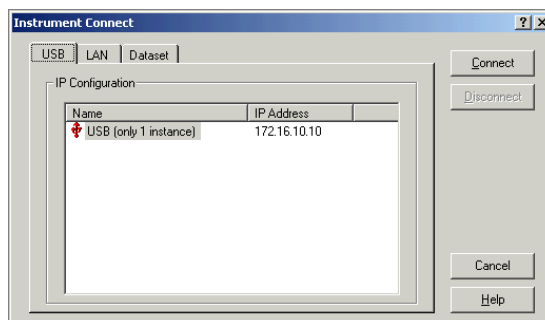 Instrument Connect
USB LAN Dataset
Connect
IP Configuration
Disconnect
Name IP Address
USB (only 1 instance) 172.16.10.10
Cancel
Help